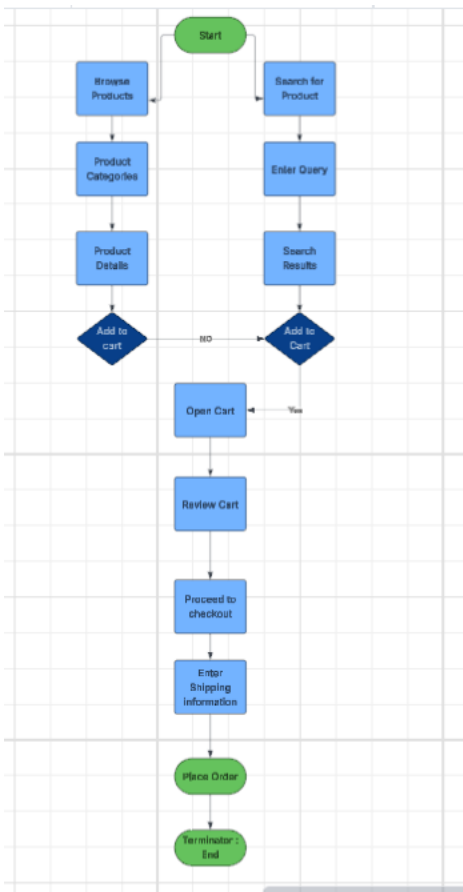 Start
Browse
Products
Search for
Product
Product
Categories
Enter Query
Product
Details
Search
Results
Add to
cart
NO
Add to
Cart
Open Cart
Yes
Review Cart
Proceed to
checkout
Enter
Shipping
information
Place Order
Terminator :
End